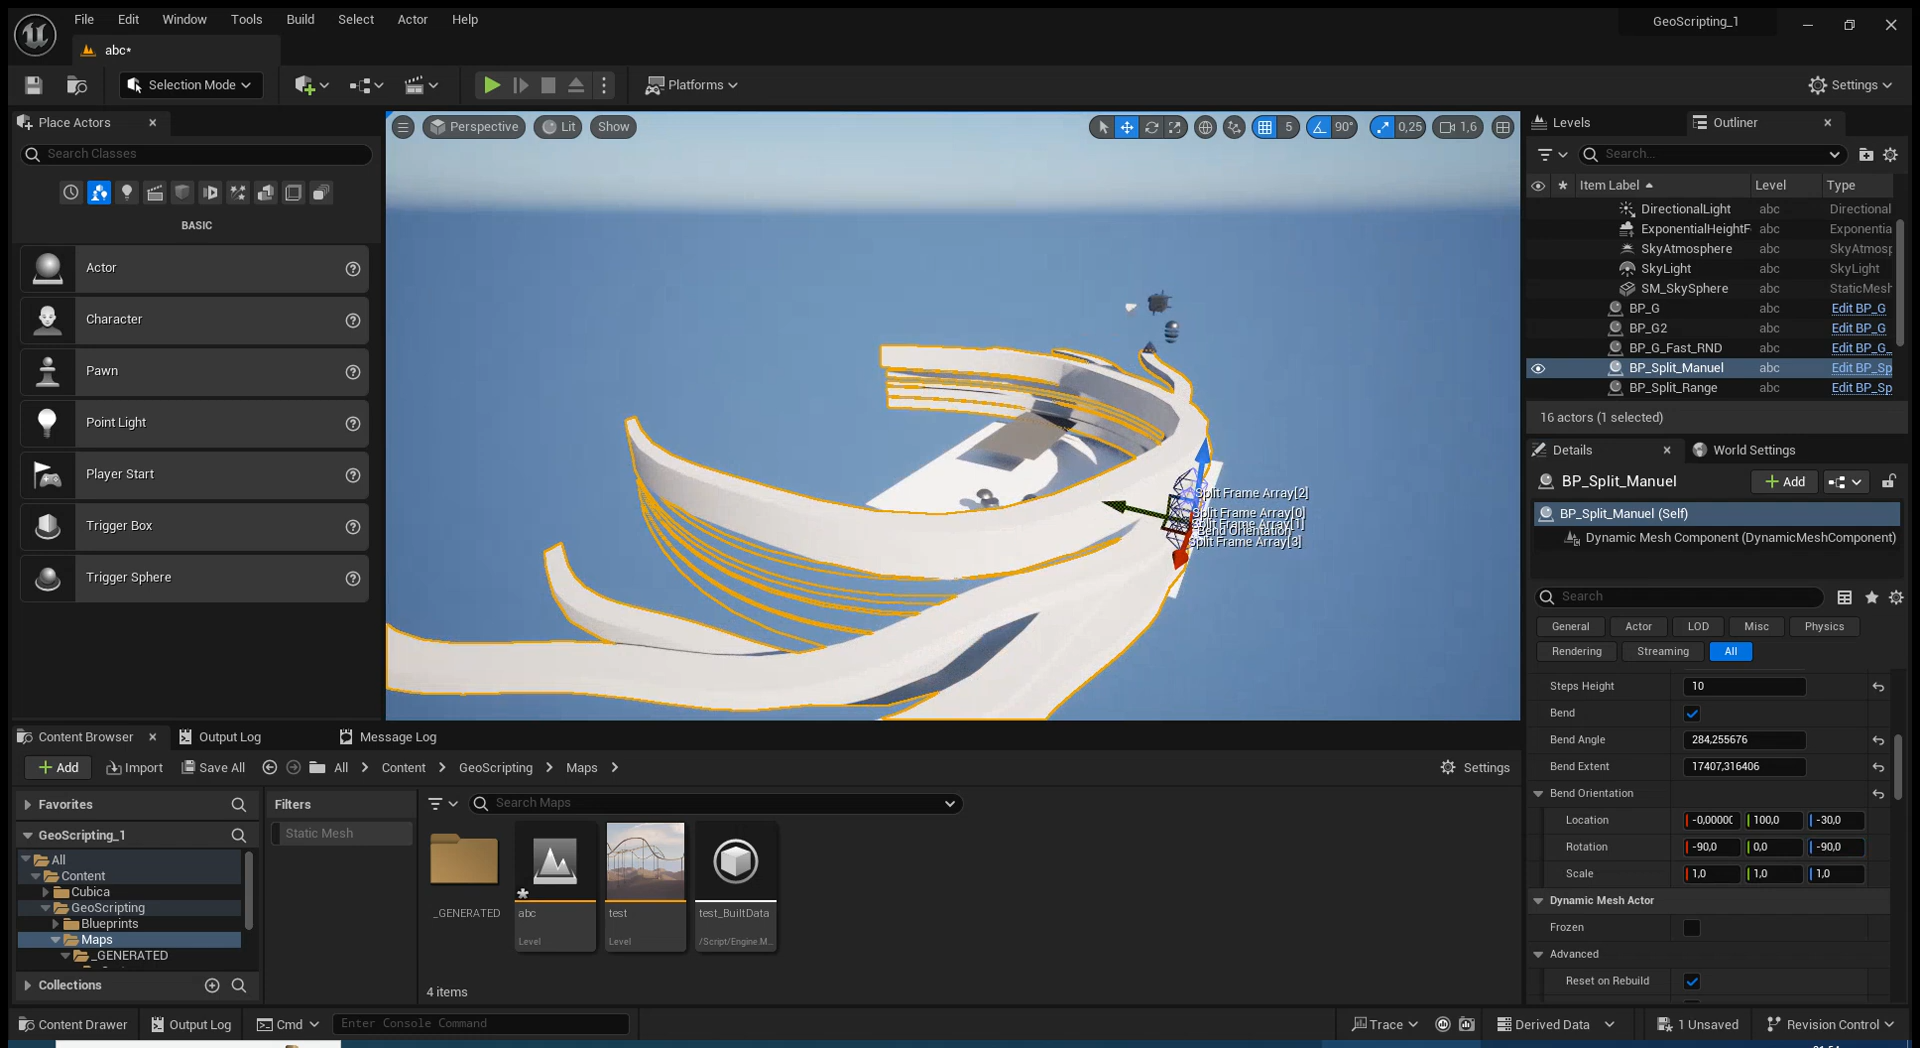 File Edit Window Tools Build Select Actor Help
GeoScripting_1
abc*
Selection Mode
Platforms
Settings
Place Actors
Search Classes
BASIC
Actor
Character
Pawn
Point Light
Player Start
Trigger Box
Trigger Sphere
Perspective Lit Show
5 90° 0,25 1,6
Split Frame Array[2]
Split Frame Array[0]
Split Frame Array[1]
Bend Orientation
Split Frame Array[3]
Levels Outliner
Search...
Item Label Level Type
DirectionalLight abc Directional
ExponentialHeightF abc Exponentia
SkyAtmosphere abc SkyAtmosp
SkyLight abc SkyLight
SM_SkySphere abc StaticMesh
BP_G abc Edit BP_G
BP_G2 abc Edit BP_G
BP_G_Fast_RND abc Edit BP_G_
BP_Split_Manuel abc Edit BP_Sp
BP_Split_Range abc Edit BP_Sp
16 actors (1 selected)
Details World Settings
BP_Split_Manuel
Add
BP_Split_Manuel (Self)
Dynamic Mesh Component (DynamicMeshComponent)
Search
General Actor LOD Misc Physics
Rendering Streaming All
Steps Height 10
Bend
Bend Angle 284,255676
Bend Extent 17407,316406
Bend Orientation
Location -0,0000 100,0 -30,0
Rotation -90,0 0,0 -90,0
Scale 1,0 1,0 1,0
Dynamic Mesh Actor
Frozen
Advanced
Reset on Rebuild
Content Browser Output Log Message Log
Add Import Save All All Content GeoScripting Maps Settings
Favorites
GeoScripting_1
All
Content
Cubica
GeoScripting
Blueprints
Maps
_GENERATED
Collections
Filters
Static Mesh
Search Maps
_GENERATED
abc
Level
test
Level
test_BuiltData
/Script/Engine.M...
4 items
Content Drawer Output Log Cmd Enter Console Command
Trace Derived Data 1 Unsaved Revision Control